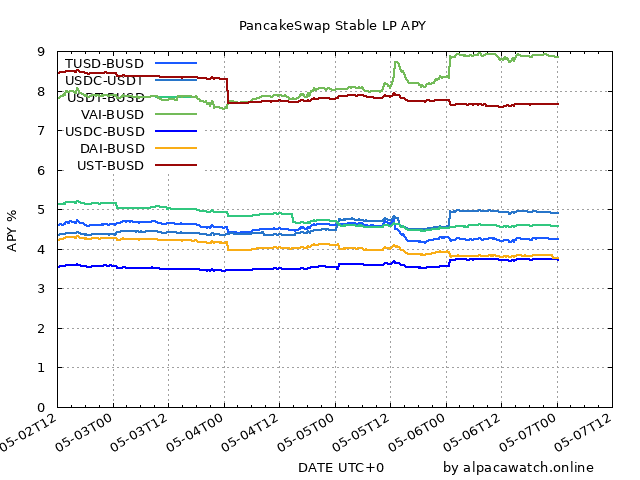 PancakeSwap Stable LP APY
9
8
7
6
5
4
3
2
1
0
APY %
TUSD-BUSD
USDC-USDT
USDT-BUSD
VAI-BUSD
USDC-BUSD
DAI-BUSD
UST-BUSD
05-02T12
05-03T00
05-03T12
05-04T00
05-04T12
05-05T00
05-05T12
05-06T00
05-06T12
05-07T00
05-07T12
DATE UTC+0
by alpacawatch.online